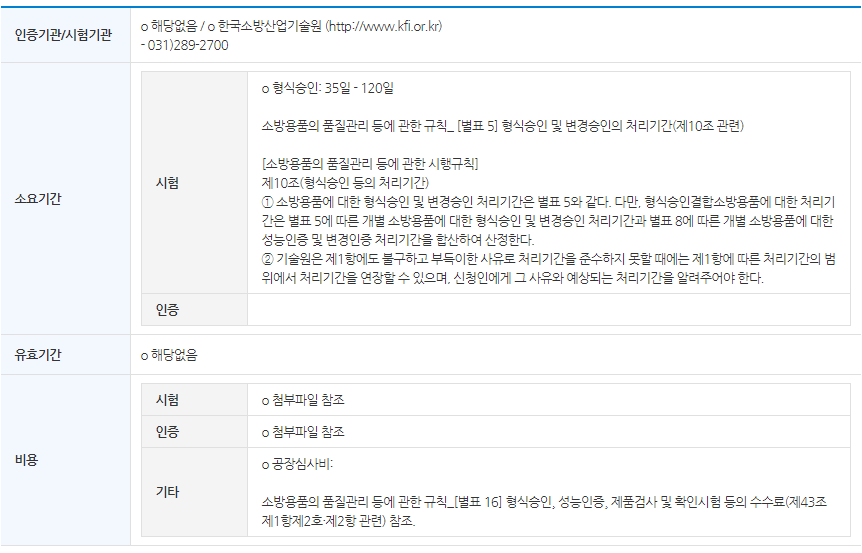 인증기관/시험기관
o 해당없음 / o 한국소방산업기술원 (http://www.kfi.or.kr)
- 031)289-2700
소요기간
시험
o 형식승인: 35일 - 120일
소방용품의 품질관리 등에 관한 규칙_ [별표 5] 형식승인 및 변경승인의 처리기간(제10조 관련)
[소방용품의 품질관리 등에 관한 시행규칙]
제10조(형식승인 등의 처리기간)
① 소방용품에 대한 형식승인 및 변경승인 처리기간은 별표 5와 같다. 다만, 형식승인결합소방용품에 대한 처리기
간은 별표 5에 따른 개별 소방용품에 대한 형식승인 및 변경승인 처리기간과 별표 8에 따른 개별 소방용품에 대한
성능인증 및 변경인증 처리기간을 합산하여 산정한다.
② 기술원은 제1항에도 불구하고 부득이한 사유로 처리기간을 준수하지 못할 때에는 제1항에 따른 처리기간의 범
위에서 처리기간을 연장할 수 있으며, 신청인에게 그 사유와 예상되는 처리기간을 알려주어야 한다.
인증
유효기간
o 해당없음
비용
시험
o 첨부파일 참조
인증
o 첨부파일 참조
기타
o 공장심사비:
소방용품의 품질관리 등에 관한 규칙_[별표 16] 형식승인, 성능인증, 제품검사 및 확인시험 등의 수수료(제43조
제1항제2호·제2항 관련) 참조.